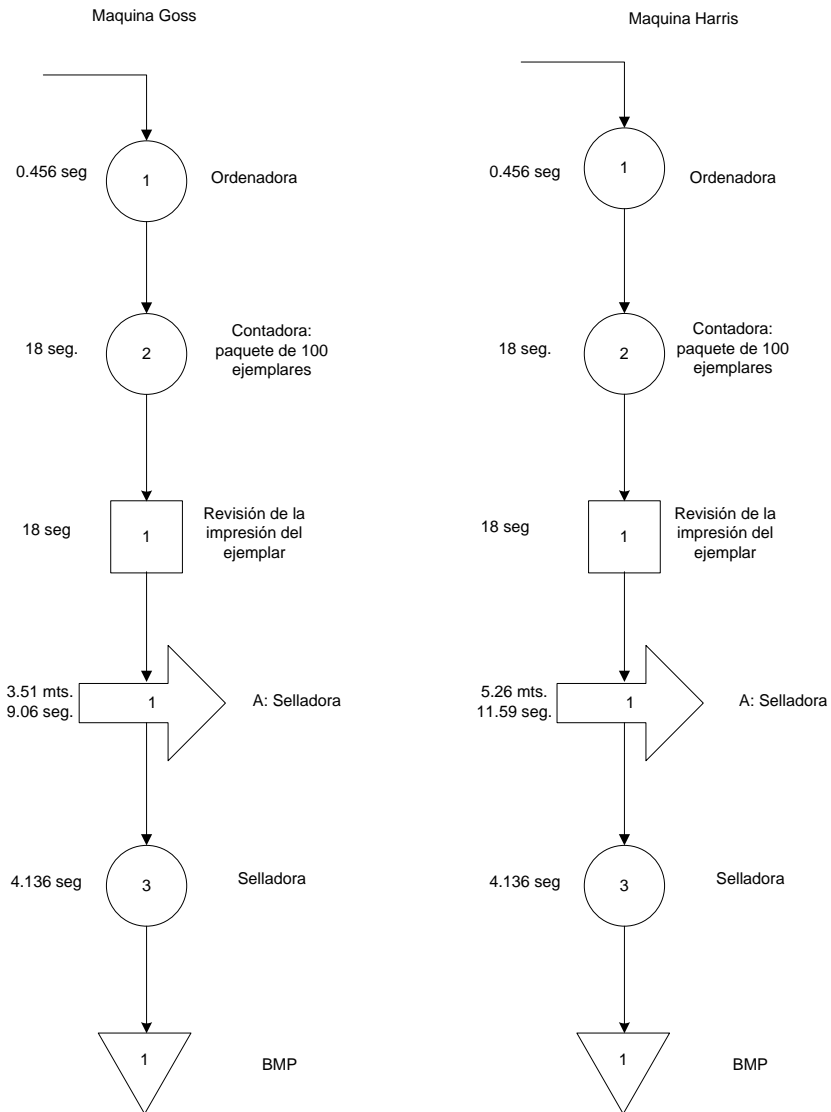 Maquina Goss
0.456 seg
1
Ordenadora
18 seg.
2
Contadora:
paquete de 100
ejemplares
18 seg
1
Revisión de la
impresión del
ejemplar
3.51 mts.
9.06 seg.
1
A: Selladora
4.136 seg
3
Selladora
1
BMP
Maquina Harris
0.456 seg
1
Ordenadora
18 seg.
2
Contadora:
paquete de 100
ejemplares
18 seg
1
Revisión de la
impresión del
ejemplar
5.26 mts.
11.59 seg.
1
A: Selladora
4.136 seg
3
Selladora
1
BMP